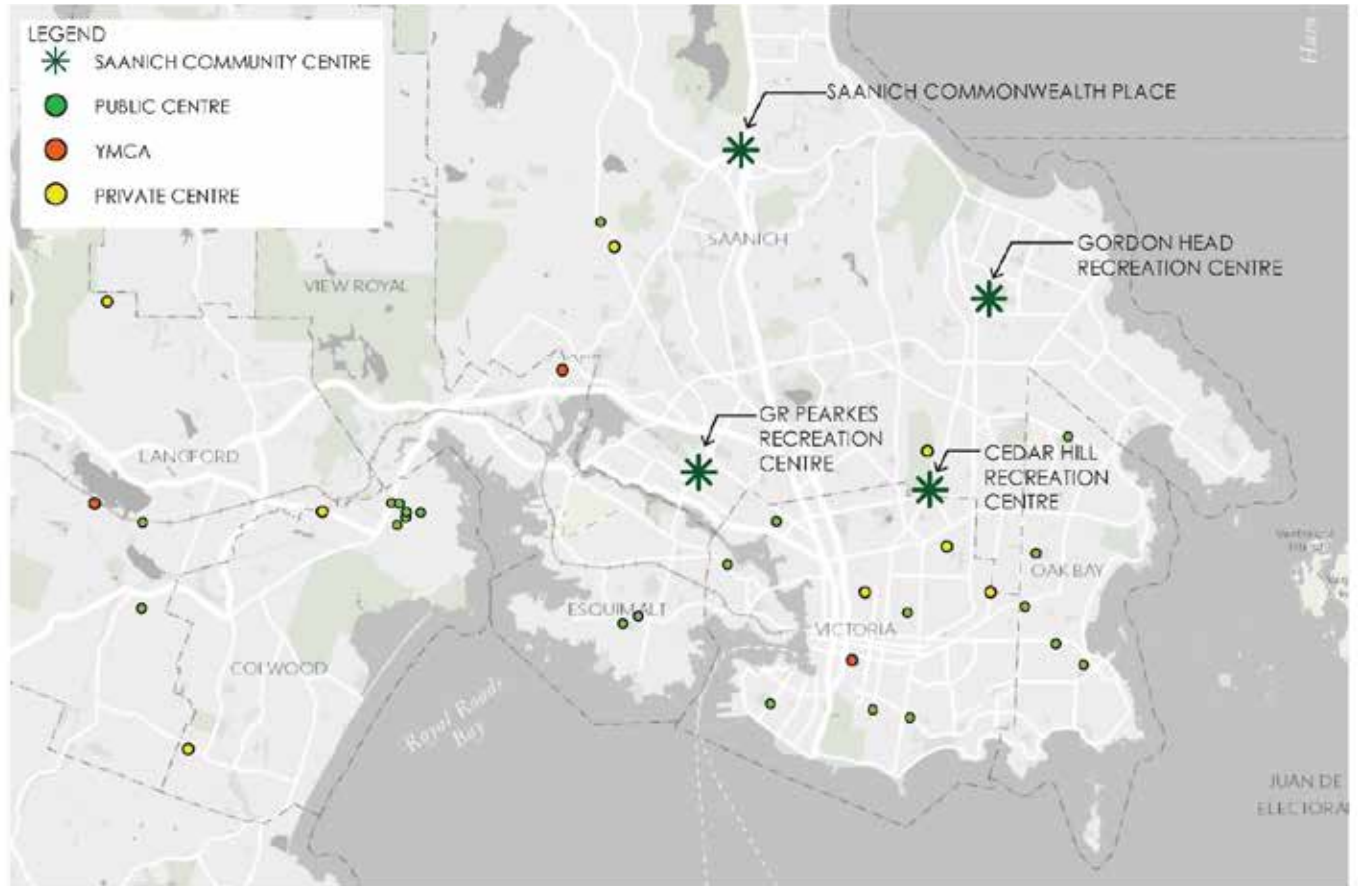 LEGEND
SAANICH COMMUNITY CENTRE
PUBLIC CENTRE
YMCA
PRIVATE CENTRE
SAANICH COMMONWEALTH PLACE
SAANICH
GORDON HEAD
RECREATION CENTRE
VIEW ROYAL
GR PEARKES
RECREATION
CENTRE
CEDAR HILL
RECREATION
CENTRE
LANGFORD
OAK BAY
ESQUIMALT
VICTORIA
COLWOOD
Royal Roads
Bay
JUAN DE
ELECTORA